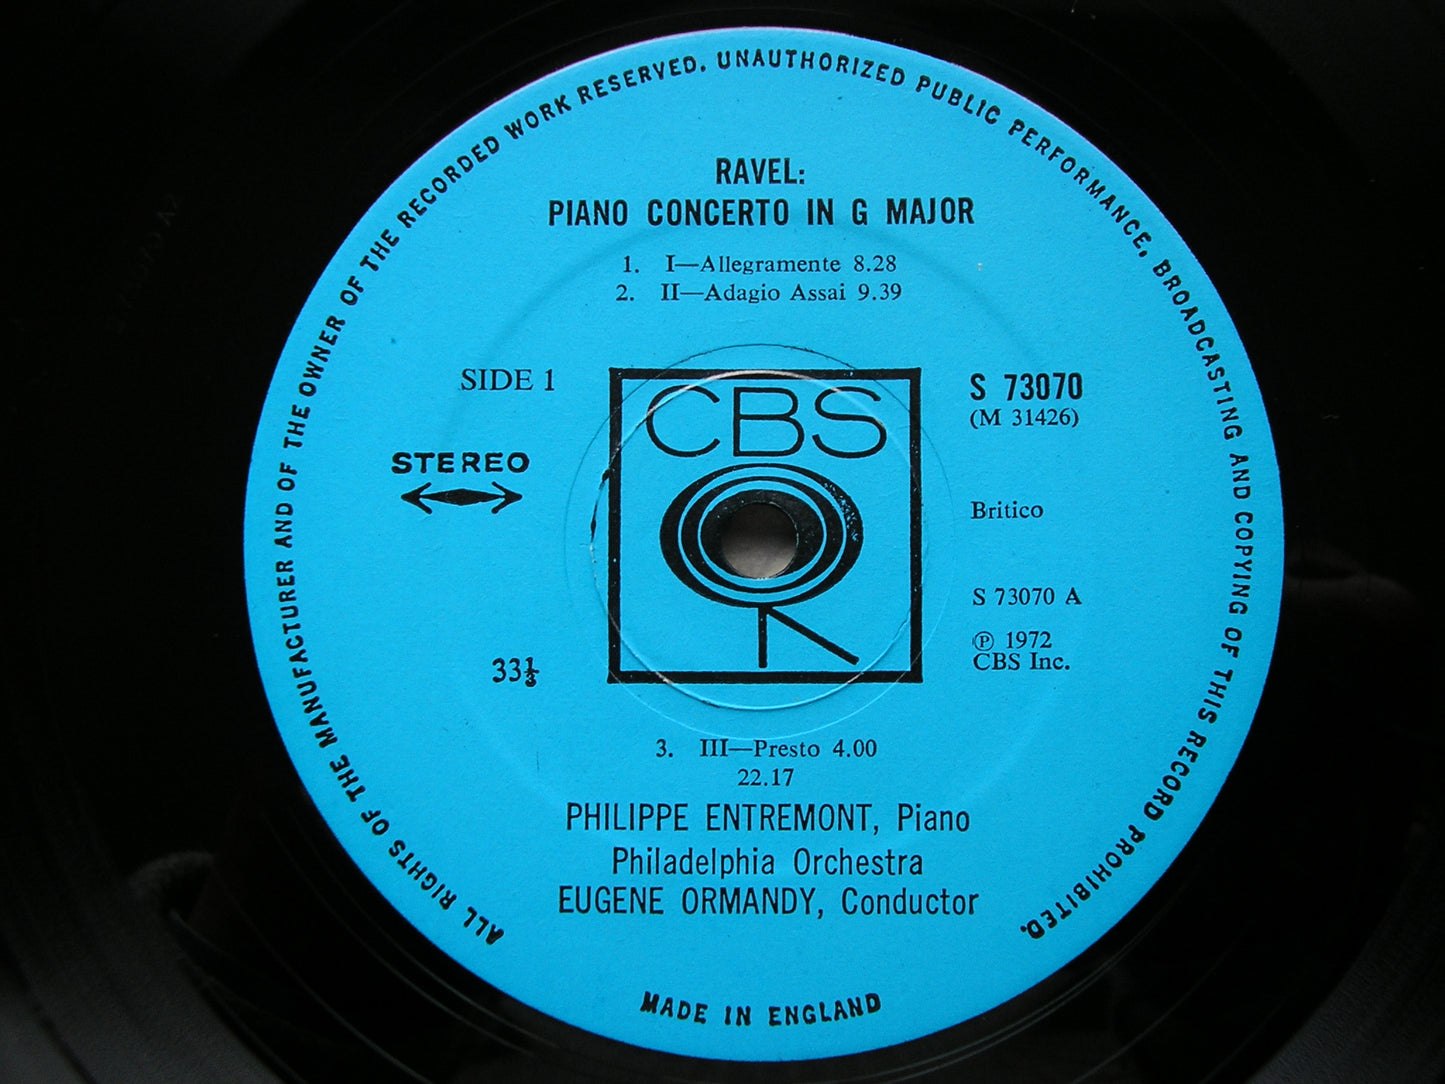 ALL RIGHTS OF THE MANUFACTURER AND OF THE OWNER OF THE RECORDED WORK RESERVED. UNAUTHORIZED PUBLIC PERFORMANCE, BROADCASTING AND COPYING OF THIS RECORD PROHIBITED.
RAVEL:
PIANO CONCERTO IN G MAJOR
1. I—Allegramente 8.28
2. II—Adagio Assai 9.39
SIDE 1
STEREO
33⅓
CBS
S 73070
(M 31426)
Britico
S 73070 A
Ⓟ 1972
CBS Inc.
3. III—Presto 4.00
22.17
PHILIPPE ENTREMONT, Piano
Philadelphia Orchestra
EUGENE ORMANDY, Conductor
MADE IN ENGLAND